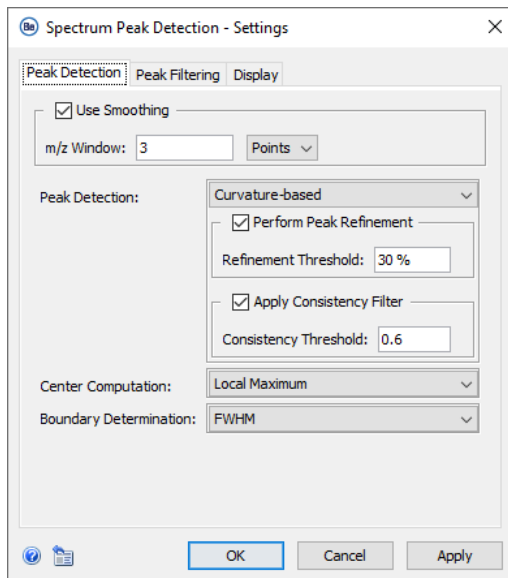 Be Spectrum Peak Detection - Settings
Peak Detection Peak Filtering Display
Use Smoothing
m/z Window: 3 Points
Peak Detection: Curvature-based
Perform Peak Refinement
Refinement Threshold: 30 %
Apply Consistency Filter
Consistency Threshold: 0.6
Center Computation: Local Maximum
Boundary Determination: FWHM
? OK Cancel Apply